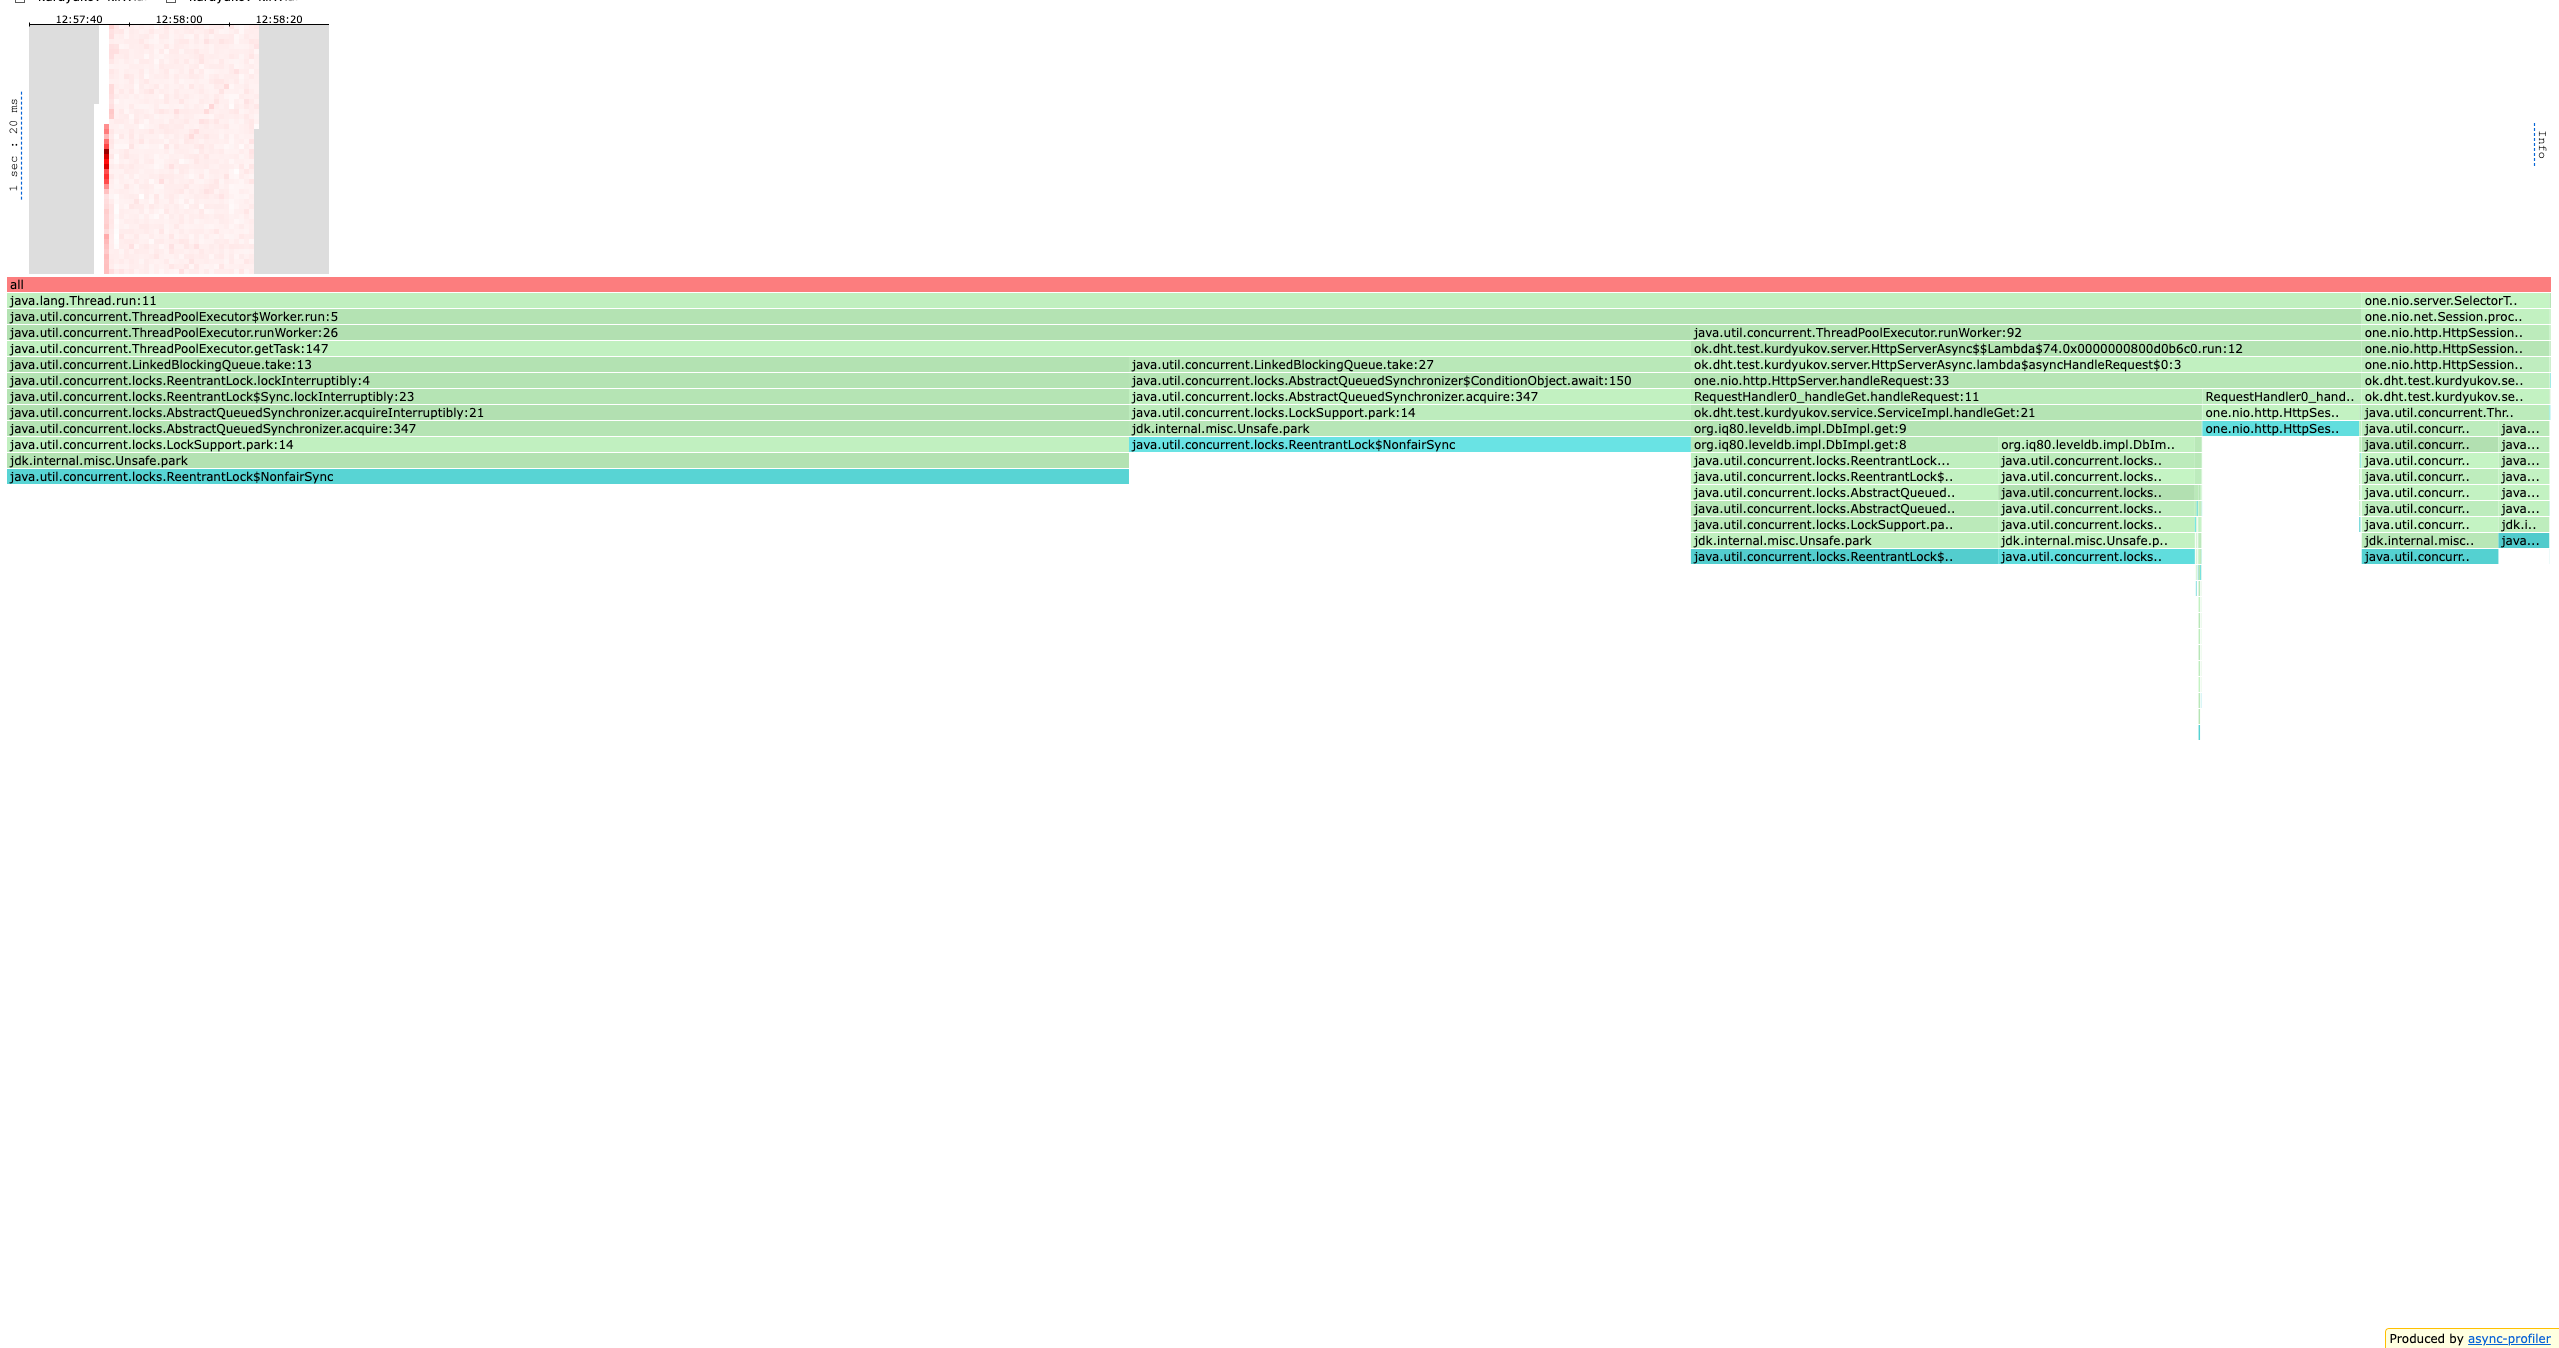 12:57:40 12:58:00 12:58:20
1 sec : 20 ms
Info
all
java.lang.Thread.run:11 one.nio.server.SelectorT..
java.util.concurrent.ThreadPoolExecutor$Worker.run:5 one.nio.net.Session.proc..
java.util.concurrent.ThreadPoolExecutor.runWorker:26 java.util.concurrent.ThreadPoolExecutor.runWorker:92 one.nio.http.HttpSession..
java.util.concurrent.ThreadPoolExecutor.getTask:147 ok.dht.test.kurdyukov.server.HttpServerAsync$$Lambda$74.0x0000000800d0b6c0.run:12 one.nio.http.HttpSession..
java.util.concurrent.LinkedBlockingQueue.take:13 java.util.concurrent.LinkedBlockingQueue.take:27 ok.dht.test.kurdyukov.server.HttpServerAsync.lambda$asyncHandleRequest$0:3 one.nio.http.HttpSession..
java.util.concurrent.locks.ReentrantLock.lockInterruptibly:4 java.util.concurrent.locks.AbstractQueuedSynchronizer$ConditionObject.await:150 one.nio.http.HttpServer.handleRequest:33 ok.dht.test.kurdyukov.se..
java.util.concurrent.locks.ReentrantLock$Sync.lockInterruptibly:23 java.util.concurrent.locks.AbstractQueuedSynchronizer.acquire:347 RequestHandler0_handleGet.handleRequest:11 RequestHandler0_hand.. ok.dht.test.kurdyukov.se..
java.util.concurrent.locks.AbstractQueuedSynchronizer.acquireInterruptibly:21 java.util.concurrent.locks.LockSupport.park:14 ok.dht.test.kurdyukov.service.ServiceImpl.handleGet:21 one.nio.http.HttpSes.. java.util.concurrent.Thr..
java.util.concurrent.locks.AbstractQueuedSynchronizer.acquire:347 jdk.internal.misc.Unsafe.park org.iq80.leveldb.impl.DbImpl.get:9 one.nio.http.HttpSes.. java.util.concurr.. java...
java.util.concurrent.locks.LockSupport.park:14 java.util.concurrent.locks.ReentrantLock$NonfairSync org.iq80.leveldb.impl.DbImpl.get:8 org.iq80.leveldb.impl.DbIm.. java.util.concurr.. java...
jdk.internal.misc.Unsafe.park java.util.concurrent.locks.ReentrantLock... java.util.concurrent.locks.. java.util.concurr.. java...
java.util.concurrent.locks.ReentrantLock$NonfairSync java.util.concurrent.locks.ReentrantLock$.. java.util.concurrent.locks.. java.util.concurr.. java...
java.util.concurrent.locks.AbstractQueued.. java.util.concurrent.locks.. java.util.concurr.. java...
java.util.concurrent.locks.AbstractQueued.. java.util.concurrent.locks.. java.util.concurr.. java...
java.util.concurrent.locks.LockSupport.pa.. java.util.concurrent.locks.. java.util.concurr.. jdk.i..
jdk.internal.misc.Unsafe.park jdk.internal.misc.Unsafe.p.. jdk.internal.misc.. java...
java.util.concurrent.locks.ReentrantLock$.. java.util.concurrent.locks.. java.util.concurr..
Produced by async-profiler